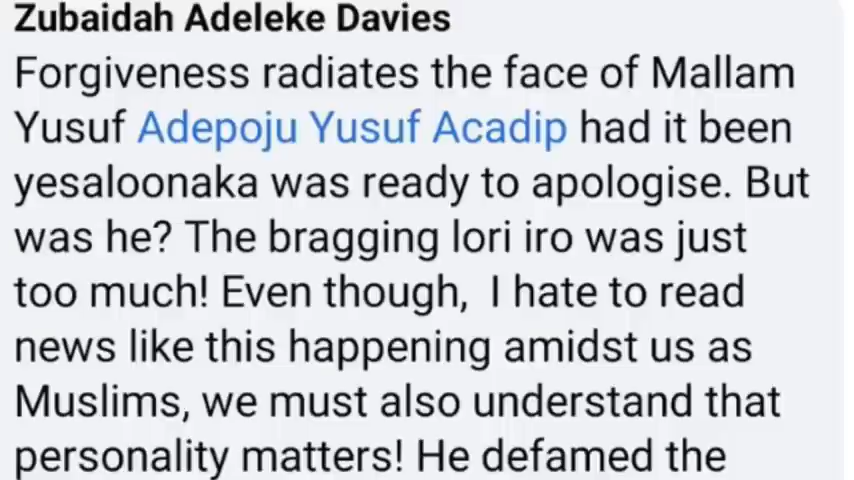 Zubaidah Adeleke Davies
Forgiveness radiates the face of Mallam
Yusuf Adepoju Yusuf Acadip had it been
yesaloonaka was ready to apologise. But
was he? The bragging lori iro was just
too much! Even though,  I hate to read
news like this happening amidst us as
Muslims, we must also understand that
personality matters! He defamed the